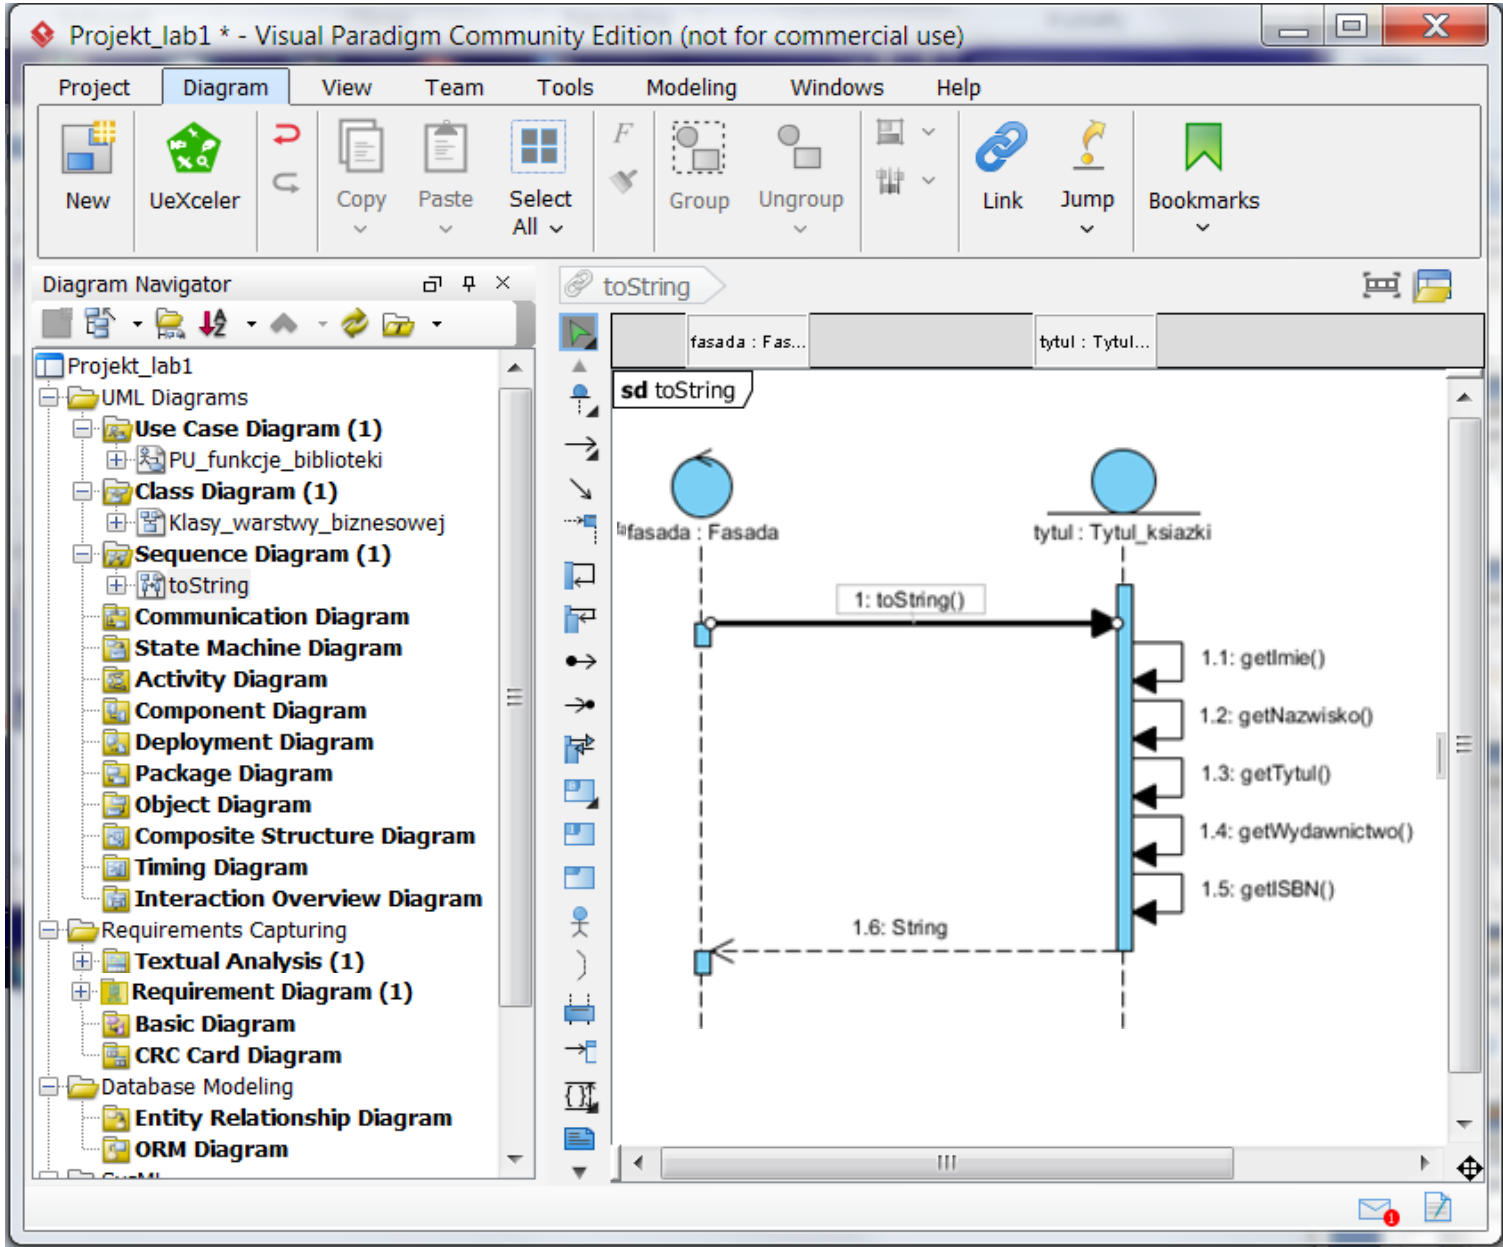 Projekt_lab1 * - Visual Paradigm Community Edition (not for commercial use)
Project Diagram View Team Tools Modeling Windows Help
New UeXceler Copy Paste Select All F Group Ungroup Link Jump Bookmarks
Diagram Navigator
toString
fasada : Fas... tytul : Tytul...
Projekt_lab1
UML Diagrams
Use Case Diagram (1)
PU_funkcje_biblioteki
Class Diagram (1)
Klasy_warstwy_biznesowej
Sequence Diagram (1)
toString
Communication Diagram
State Machine Diagram
Activity Diagram
Component Diagram
Deployment Diagram
Package Diagram
Object Diagram
Composite Structure Diagram
Timing Diagram
Interaction Overview Diagram
Requirements Capturing
Textual Analysis (1)
Requirement Diagram (1)
Basic Diagram
CRC Card Diagram
Database Modeling
Entity Relationship Diagram
ORM Diagram
sd toString
fasada : Fasada
tytul : Tytul_ksiazki
1: toString()
1.1: getImie()
1.2: getNazwisko()
1.3: getTytul()
1.4: getWydawnictwo()
1.5: getISBN()
1.6: String
1